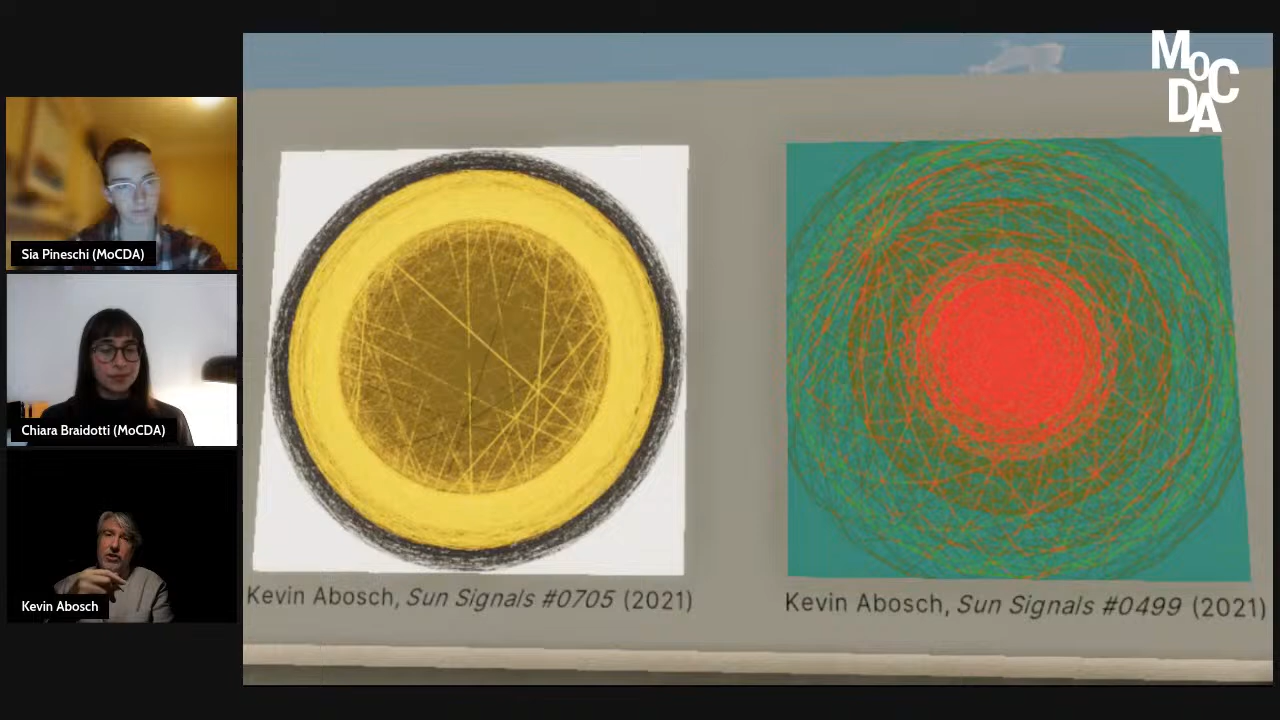 MoCDA
Sia Pineschi (MoCDA)
Chiara Braidotti (MoCDA)
Kevin Abosch
Kevin Abosch, Sun Signals #0705 (2021)
Kevin Abosch, Sun Signals #0499 (2021)